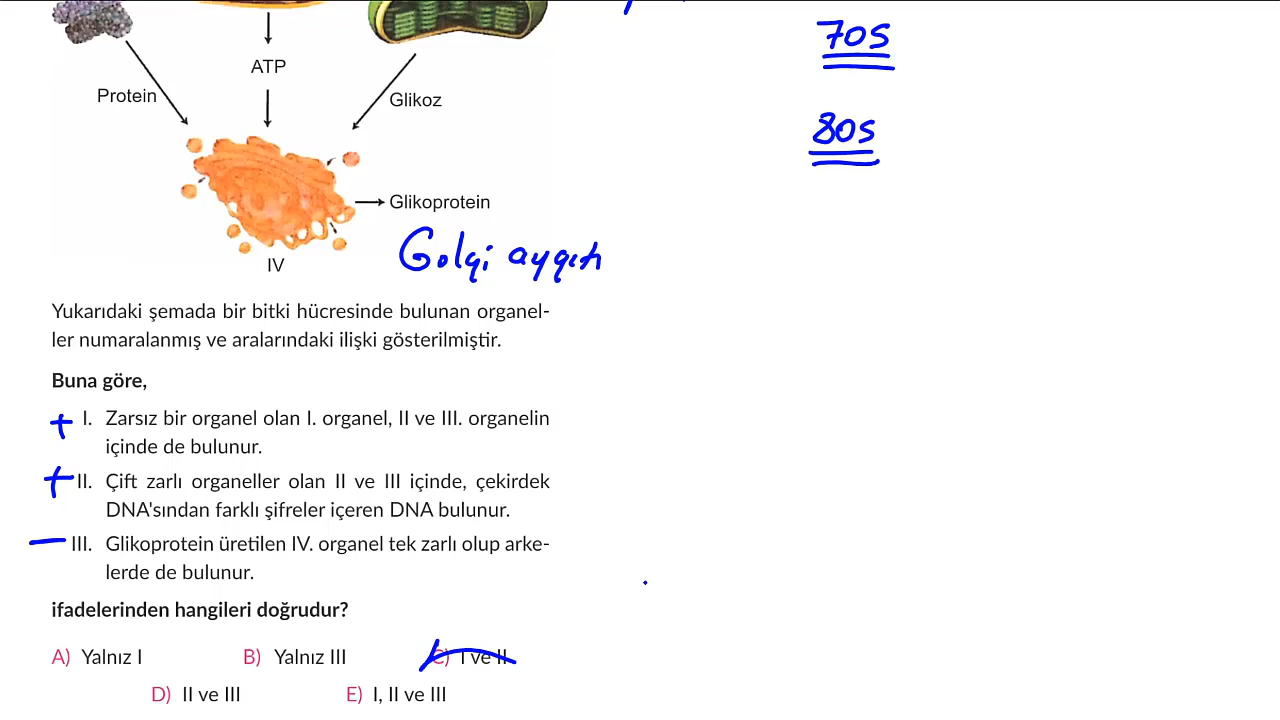 70S
80S
ATP
Protein
Glikoz
Glikoprotein
Golgi aygıtı
IV
Yukarıdaki şemada bir bitki hücresinde bulunan organel-
ler numaralanmış ve aralarındaki ilişki gösterilmiştir.
Buna göre,
+ I. Zarsız bir organel olan I. organel, II ve III. organelin
içinde de bulunur.
+ II. Çift zarlı organeller olan II ve III içinde, çekirdek
DNA'sından farklı şifreler içeren DNA bulunur.
— III. Glikoprotein üretilen IV. organel tek zarlı olup arke-
lerde de bulunur.
ifadelerinden hangileri doğrudur?
A) Yalnız I B) Yalnız III C) I ve II
D) II ve III E) I, II ve III